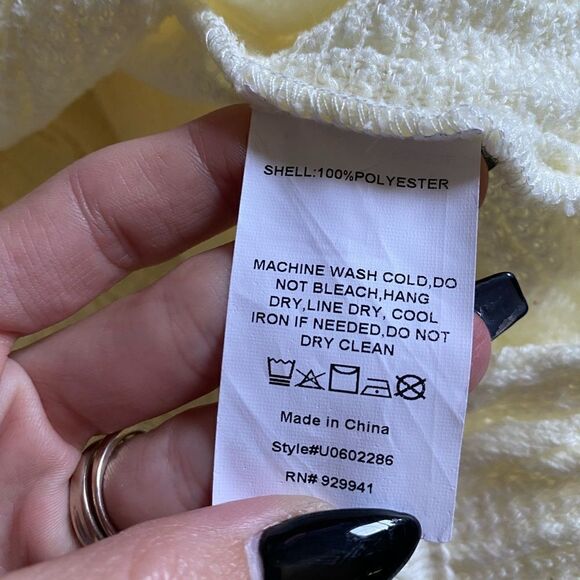 SHELL:100%POLYESTER
MACHINE WASH COLD,DO
NOT BLEACH,HANG
DRY,LINE DRY, COOL
IRON IF NEEDED,DO NOT
DRY CLEAN
Made in China
Style#U0602286
RN# 929941